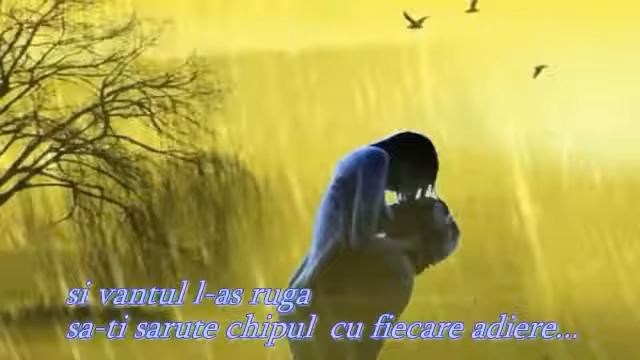 si vantul l-as ruga
sa-ti sarute chipul cu fiecare adiere...